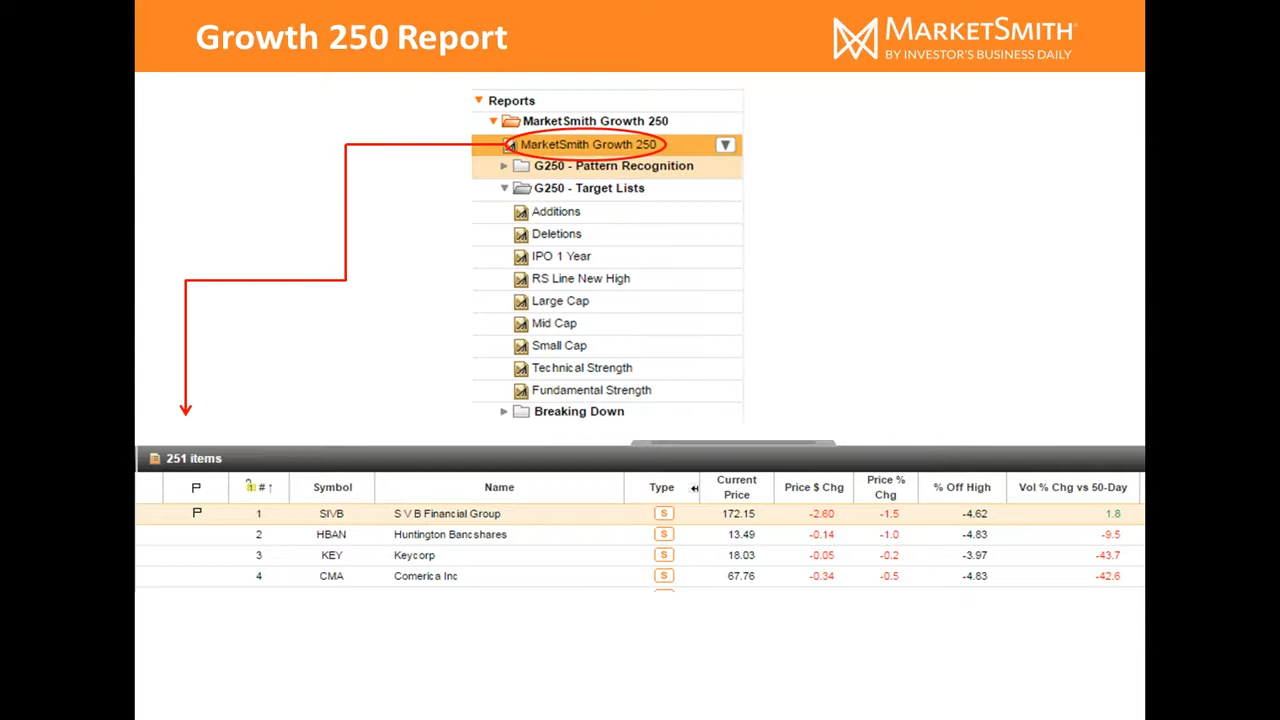 Growth 250 Report
MARKETSMITH
BY INVESTOR'S BUSINESS DAILY
Reports
MarketSmith Growth 250
MarketSmith Growth 250
G250 - Pattern Recognition
G250 - Target Lists
Additions
Deletions
IPO 1 Year
RS Line New High
Large Cap
Mid Cap
Small Cap
Technical Strength
Fundamental Strength
Breaking Down
251 items
# Symbol Name Type Current Price Price $ Chg Price % Chg % Off High Vol % Chg vs 50-Day
1 SIVB S V B Financial Group S 172.15 -2.60 -1.5 -4.62 1.8
2 HBAN Huntington Bancshares S 13.49 -0.14 -1.0 -4.83 -9.5
3 KEY Keycorp S 18.03 -0.05 -0.2 -3.97 -43.7
4 CMA Comerica Inc S 67.76 -0.34 -0.5 -4.83 -42.6